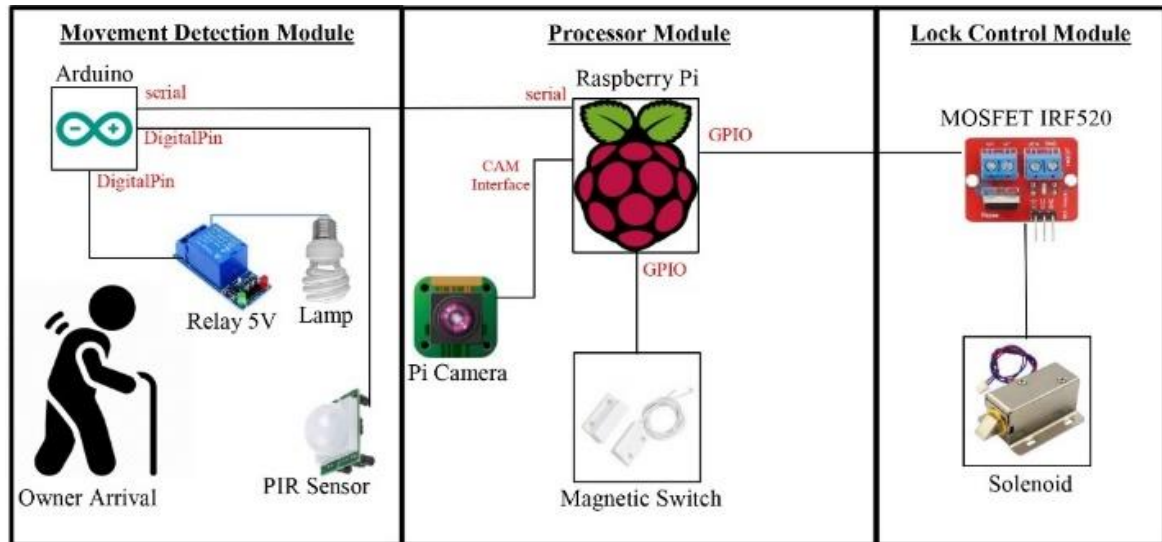 Movement Detection Module
Arduino
serial
DigitalPin
DigitalPin
Relay 5V
Lamp
Owner Arrival
PIR Sensor
Processor Module
Raspberry Pi
serial
GPIO
CAM
Interface
GPIO
Pi Camera
Magnetic Switch
Lock Control Module
MOSFET IRF520
Solenoid